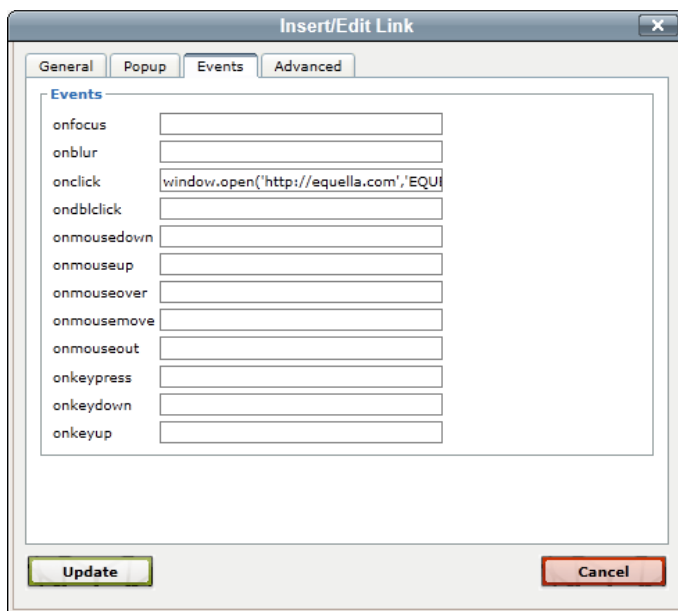 Insert/Edit Link
General Popup Events Advanced
Events
onfocus
onblur
onclick window.open('http://equella.com','EQU
ondblclick
onmousedown
onmouseup
onmouseover
onmousemove
onmouseout
onkeypress
onkeydown
onkeyup
Update Cancel